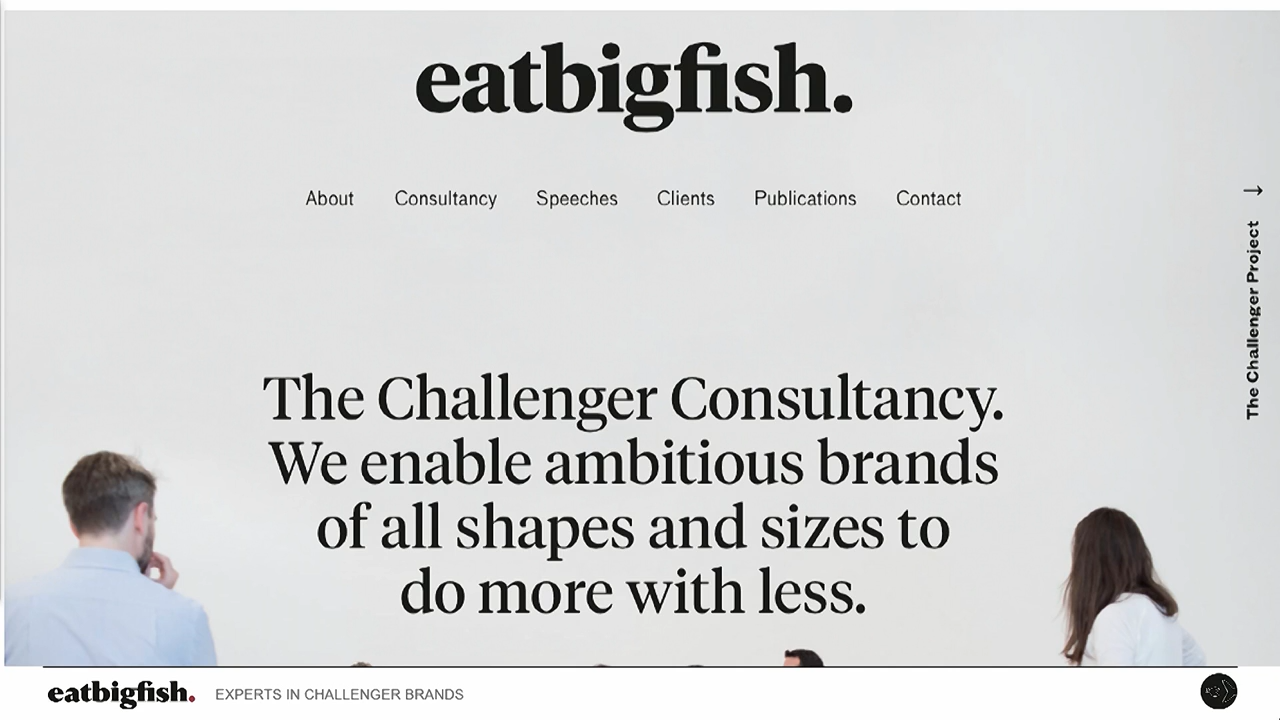 eatbigfish.
About Consultancy Speeches Clients Publications Contact
The Challenger Project →
The Challenger Consultancy.
We enable ambitious brands
of all shapes and sizes to
do more with less.
eatbigfish. EXPERTS IN CHALLENGER BRANDS